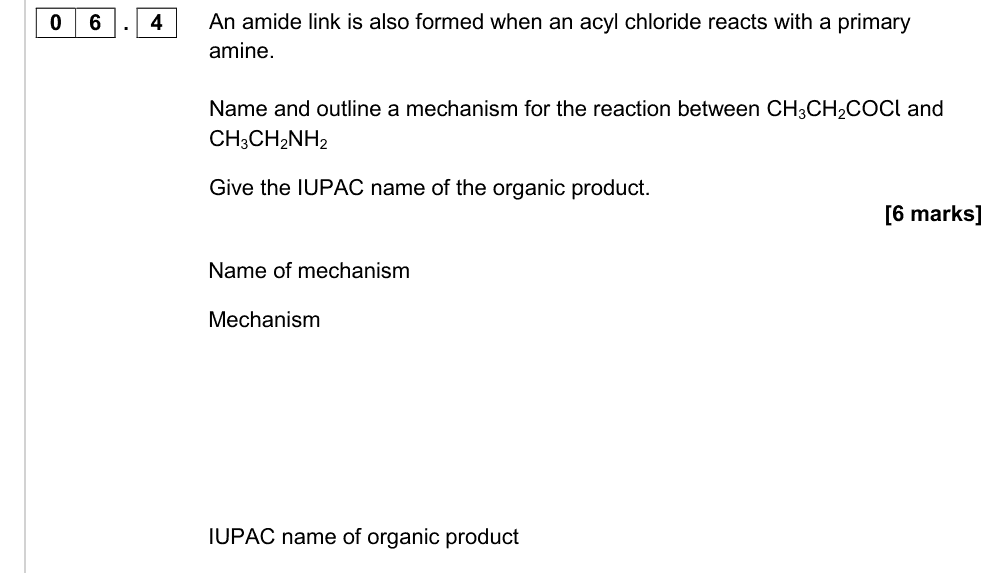 0 6 . 4 An amide link is also formed when an acyl chloride reacts with a primary
amine.
Name and outline a mechanism for the reaction between CH₃CH₂COCl and
CH₃CH₂NH₂
Give the IUPAC name of the organic product.
[6 marks]
Name of mechanism
Mechanism
IUPAC name of organic product